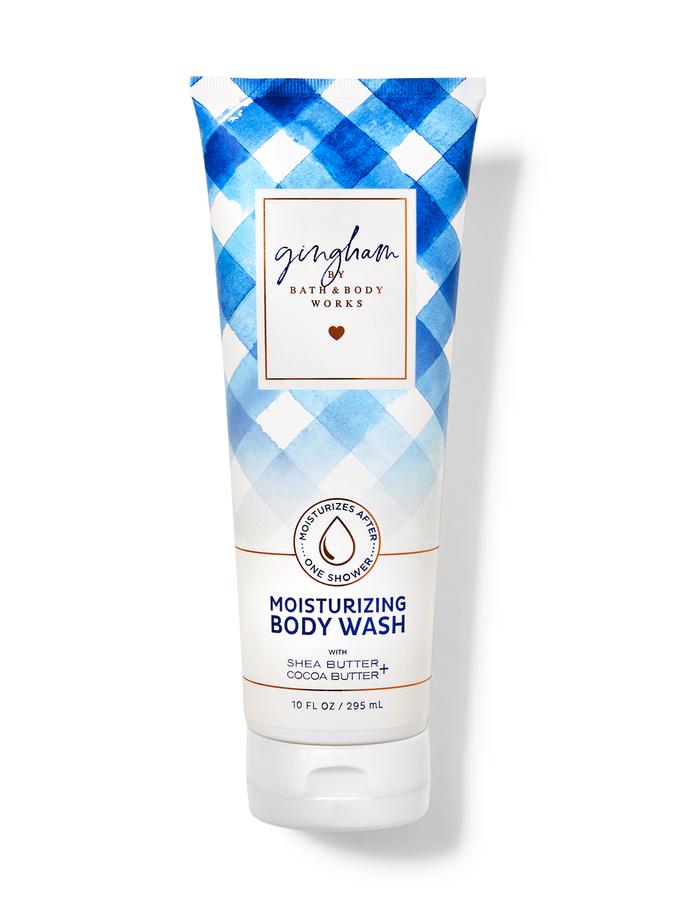 gingham
BY
BATH & BODY
WORKS
MOISTURIZES AFTER
ONE SHOWER
MOISTURIZING
BODY WASH
WITH
SHEA BUTTER
COCOA BUTTER+
10 FL OZ / 295 mL